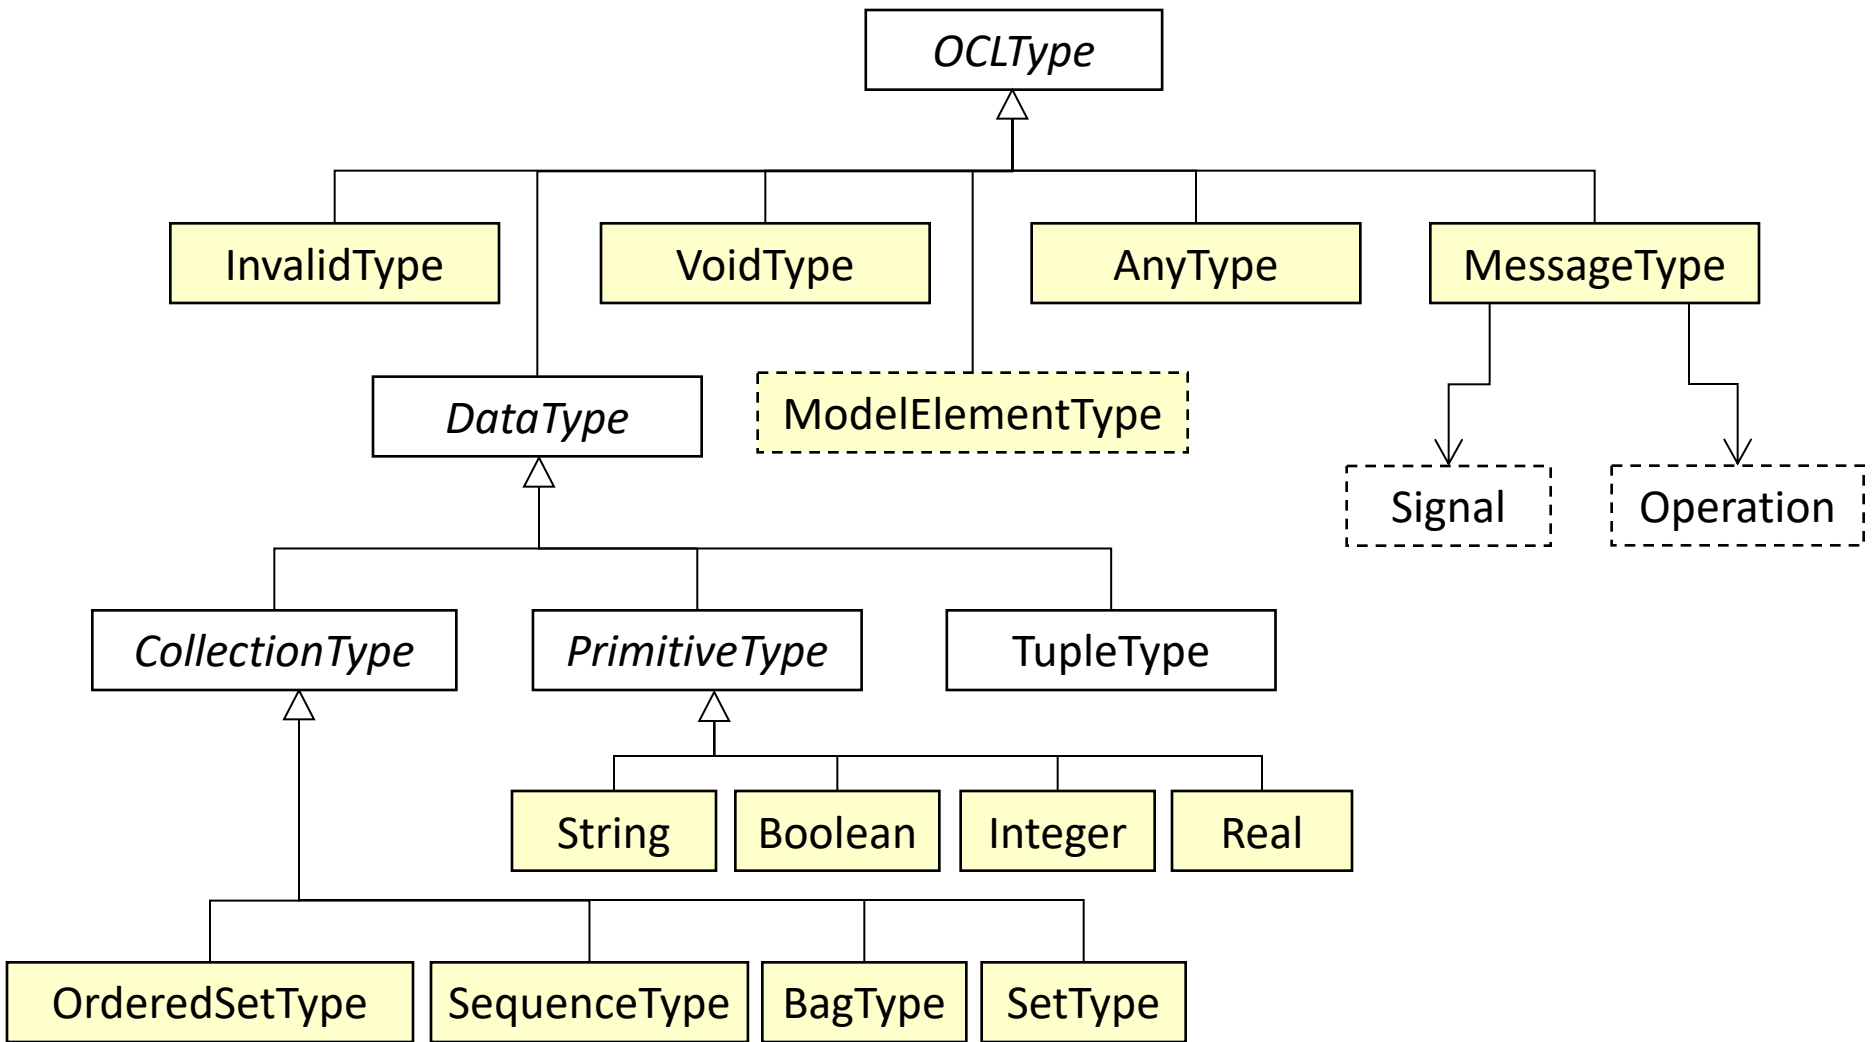 OCLType
InvalidType
VoidType
AnyType
MessageType
DataType
ModelElementType
Signal
Operation
CollectionType
PrimitiveType
TupleType
String
Boolean
Integer
Real
OrderedSetType
SequenceType
BagType
SetType